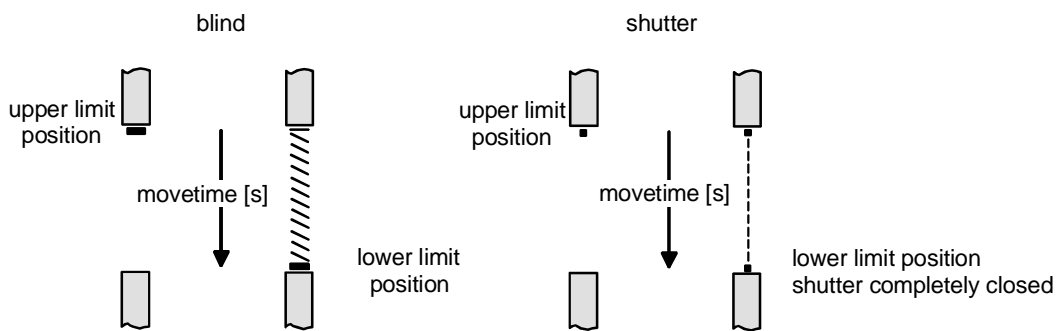 blind
upper limit
position
movetime [s]
lower limit
position
shutter
upper limit
position
movetime [s]
lower limit position
shutter completely closed